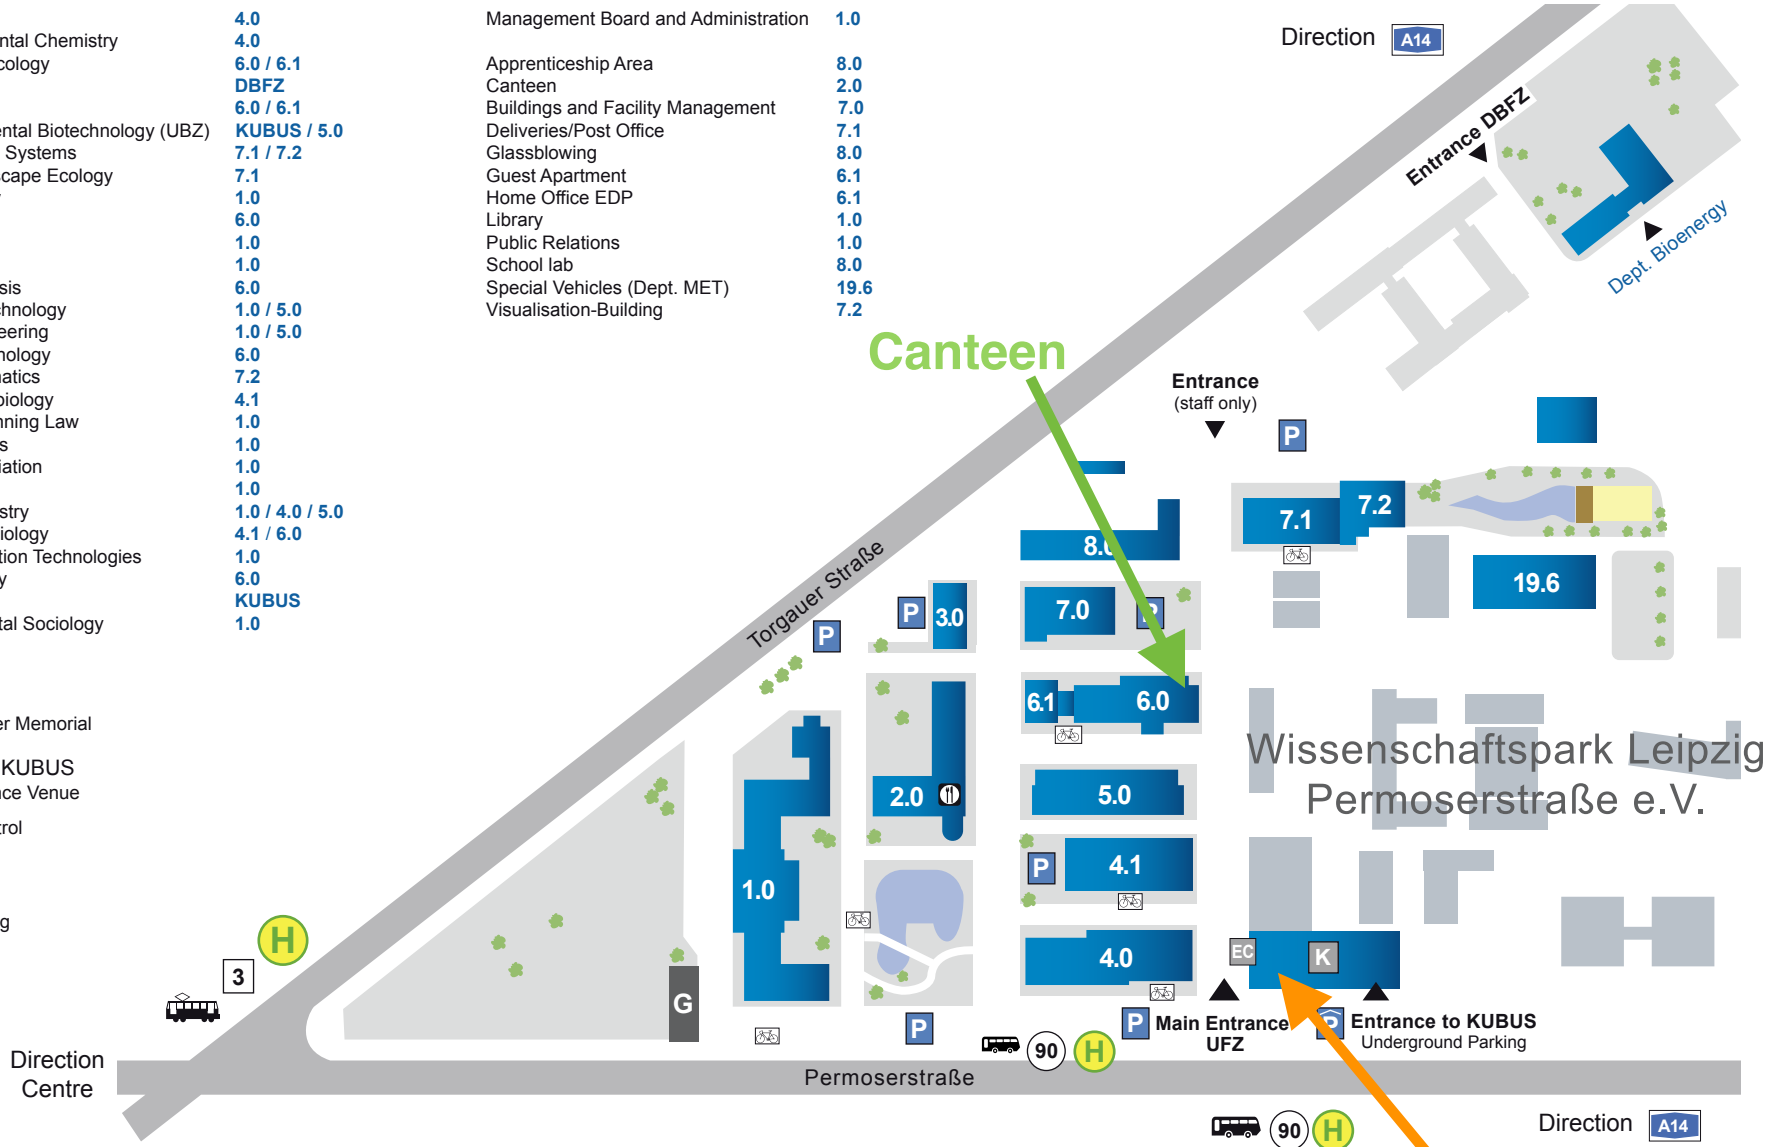 4.0
ntal Chemistry 4.0
cology 6.0 / 6.1
DBFZ
6.0 / 6.1
ental Biotechnology (UBZ) KUBUS / 5.0
Systems 7.1 / 7.2
cape Ecology 7.1
1.0
6.0
1.0
1.0
sis 6.0
chnology 1.0 / 5.0
eering 1.0 / 5.0
nology 6.0
natics 7.2
biology 4.1
nning Law 1.0
s 1.0
iation 1.0
1.0
stry 1.0 / 4.0 / 5.0
iology 4.1 / 6.0
tion Technologies 1.0
y 6.0
KUBUS
tal Sociology 1.0
er Memorial
KUBUS
nce Venue
trol
g
Management Board and Administration 1.0
Apprenticeship Area 8.0
Canteen 2.0
Buildings and Facility Management 7.0
Deliveries/Post Office 7.1
Glassblowing 8.0
Guest Apartment 6.1
Home Office EDP 6.1
Library 1.0
Public Relations 1.0
School lab 8.0
Special Vehicles (Dept. MET) 19.6
Visualisation-Building 7.2
Direction A14
Entrance DBFZ
Dept. Bioenergy
Canteen
Entrance
(staff only)
P
7.1
7.2
8.0
19.6
Torgauer Straße
P
P
3.0
7.0
P
6.1
6.0
Wissenschaftspark Leipzig
Permoserstraße e.V.
2.0
5.0
1.0
P
4.1
4.0
EC
K
H
3
G
P
P
Main Entrance
UFZ
P
Entrance to KUBUS
Underground Parking
90
H
Direction
Centre
Permoserstraße
90
H
Direction A14